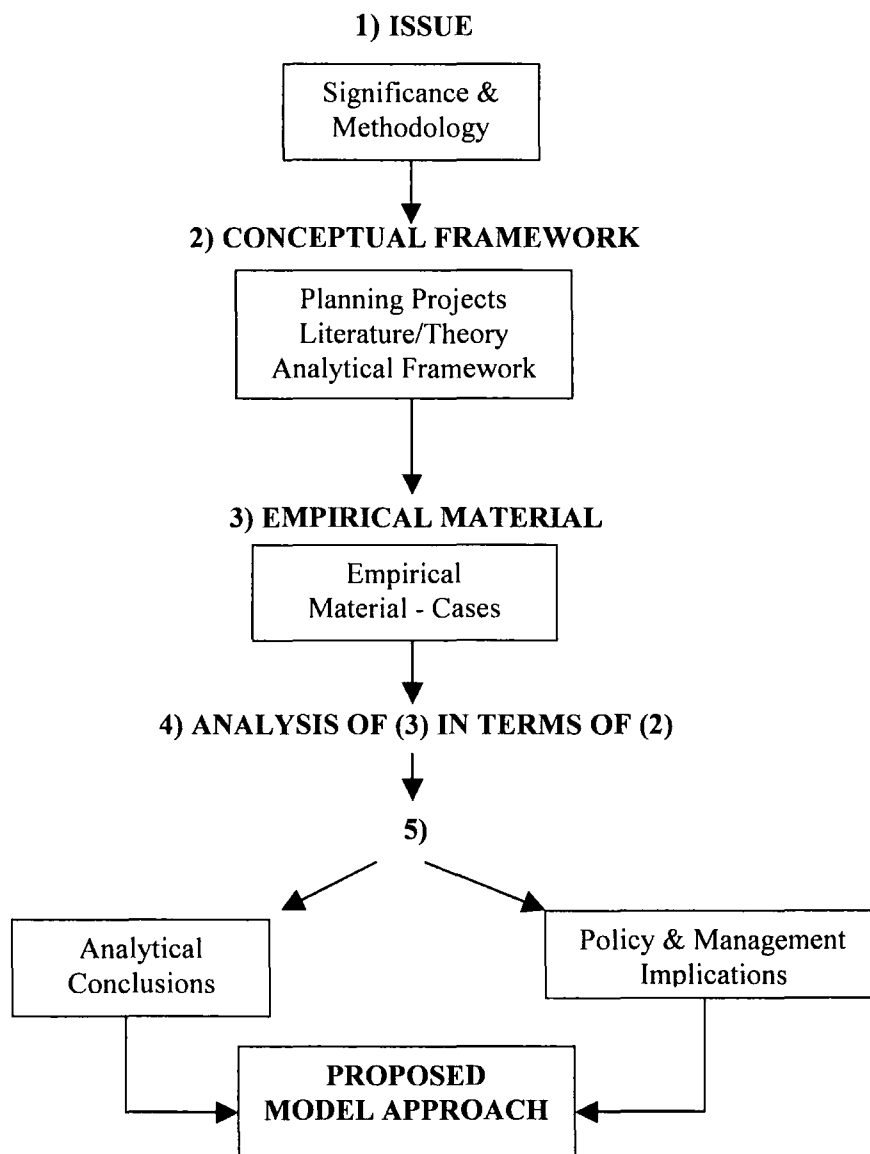 1) ISSUE
Significance &
Methodology
2) CONCEPTUAL FRAMEWORK
Planning Projects
Literature/Theory
Analytical Framework
3) EMPIRICAL MATERIAL
Empirical
Material - Cases
4) ANALYSIS OF (3) IN TERMS OF (2)
5)
Analytical
Conclusions
Policy & Management
Implications
PROPOSED
MODEL APPROACH